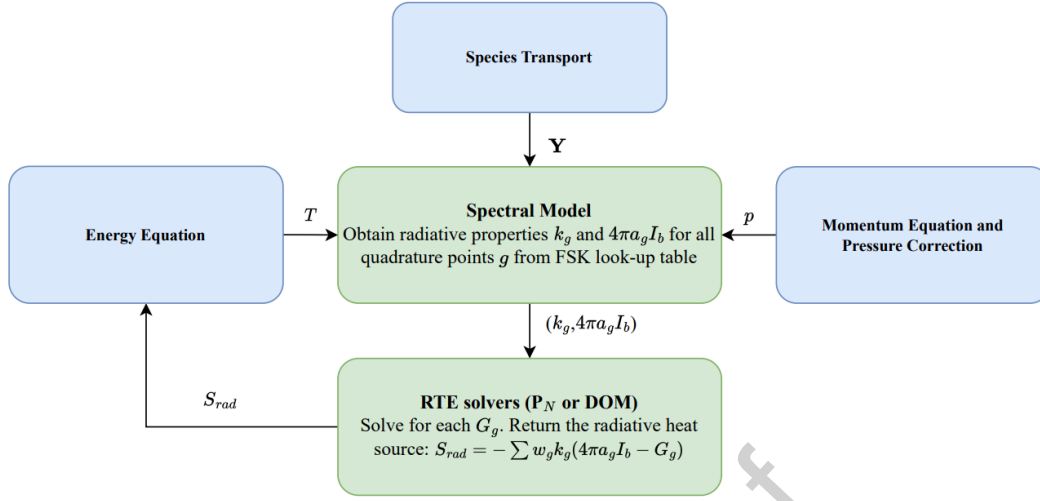 Species Transport
Y
Energy Equation
T
Spectral Model
Obtain radiative properties k_g and 4πa_gI_b for all
quadrature points g from FSK look-up table
p
Momentum Equation and
Pressure Correction
(k_g,4πa_gI_b)
S_rad
RTE solvers (P_N or DOM)
Solve for each G_g. Return the radiative heat
source: S_rad = − ∑ w_gk_g(4πa_gI_b − G_g)
f